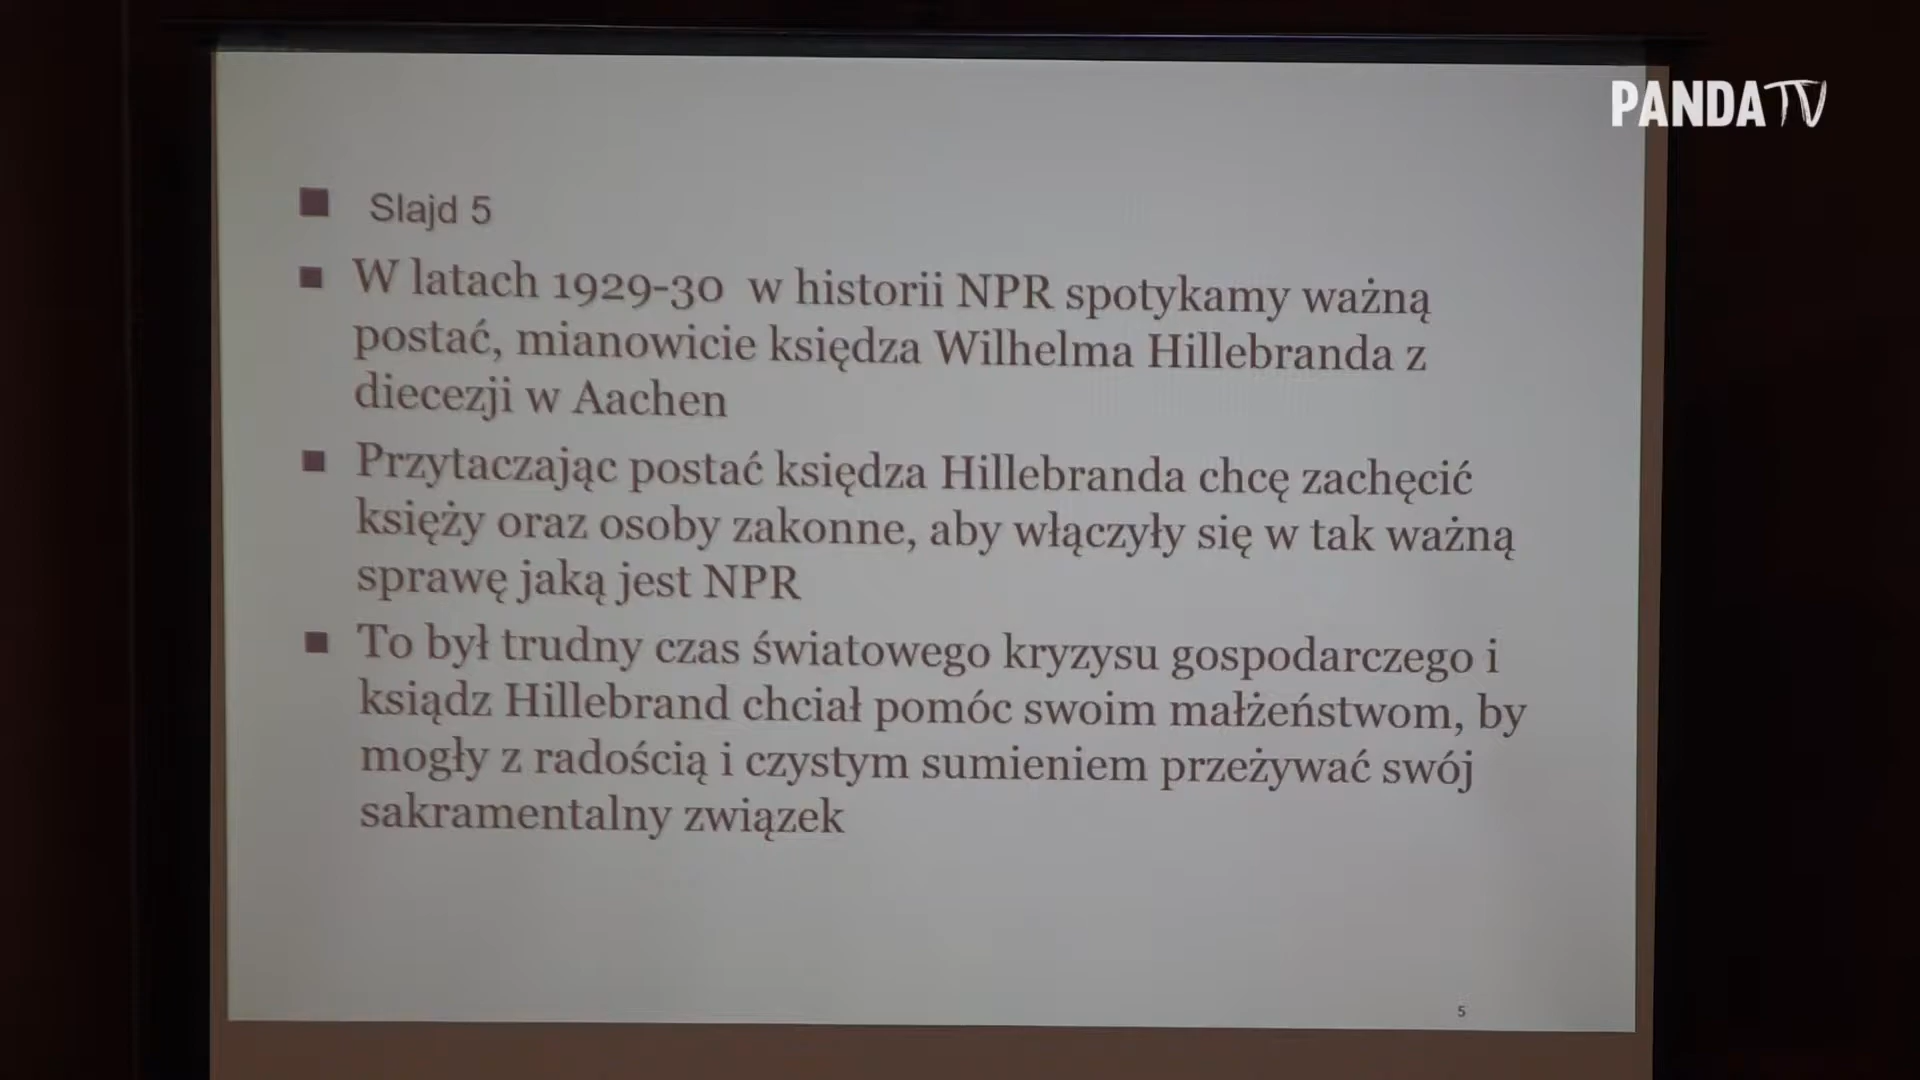 PANDA TV
Slajd 5
W latach 1929-30 w historii NPR spotykamy ważną
postać, mianowicie księdza Wilhelma Hillebranda z
diecezji w Aachen
Przytaczając postać księdza Hillebranda chcę zachęcić
księży oraz osoby zakonne, aby włączyły się w tak ważną
sprawę jaką jest NPR
To był trudny czas światowego kryzysu gospodarczego i
ksiądz Hillebrand chciał pomóc swoim małżeństwom, by
mogły z radością i czystym sumieniem przeżywać swój
sakramentalny związek
5